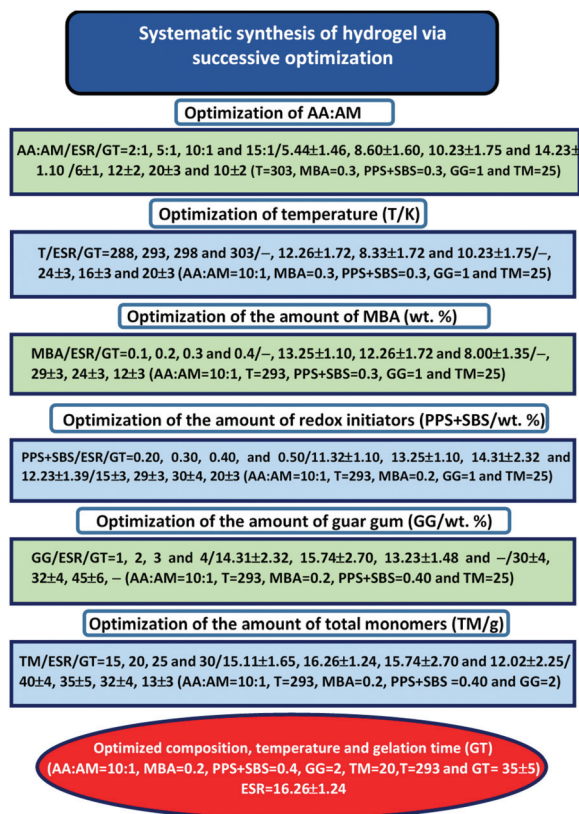 Systematic synthesis of hydrogel via
successive optimization
Optimization of AA:AM
AA:AM/ESR/GT=2:1, 5:1, 10:1 and 15:1/5.44±1.46, 8.60±1.60, 10.23±1.75 and 14.23±
1.10 /6±1, 12±2, 20±3 and 10±2 (T=303, MBA=0.3, PPS+SBS=0.3, GG=1 and TM=25)
Optimization of temperature (T/K)
T/ESR/GT=288, 293, 298 and 303/–, 12.26±1.72, 8.33±1.72 and 10.23±1.75/–,
24±3, 16±3 and 20±3 (AA:AM=10:1, MBA=0.3, PPS+SBS=0.3, GG=1 and TM=25)
Optimization of the amount of MBA (wt. %)
MBA/ESR/GT=0.1, 0.2, 0.3 and 0.4/–, 13.25±1.10, 12.26±1.72 and 8.00±1.35/–,
29±3, 24±3, 12±3 (AA:AM=10:1, T=293, PPS+SBS=0.3, GG=1 and TM=25)
Optimization of the amount of redox initiators (PPS+SBS/wt. %)
PPS+SBS/ESR/GT=0.20, 0.30, 0.40, and 0.50/11.32±1.10, 13.25±1.10, 14.31±2.32 and
12.23±1.39/15±3, 29±3, 30±4, 20±3 (AA:AM=10:1, T=293, MBA=0.2, GG=1 and TM=25)
Optimization of the amount of guar gum (GG/wt. %)
GG/ESR/GT=1, 2, 3 and 4/14.31±2.32, 15.74±2.70, 13.23±1.48 and –/30±4,
32±4, 45±6, – (AA:AM=10:1, T=293, MBA=0.2, PPS+SBS=0.40 and TM=25)
Optimization of the amount of total monomers (TM/g)
TM/ESR/GT=15, 20, 25 and 30/15.11±1.65, 16.26±1.24, 15.74±2.70 and 12.02±2.25/
40±4, 35±5, 32±4, 13±3 (AA:AM=10:1, T=293, MBA=0.2, PPS+SBS =0.40 and GG=2)
Optimized composition, temperature and gelation time (GT)
(AA:AM=10:1, MBA=0.2, PPS+SBS=0.4, GG=2, TM=20,T=293 and GT= 35±5)
ESR=16.26±1.24